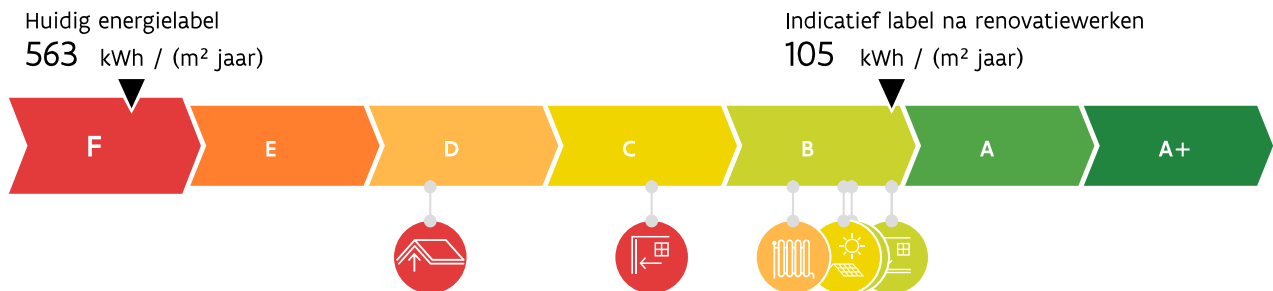 Huidig energielabel
563 kWh / (m² jaar)
Indicatief label na renovatiewerken
105 kWh / (m² jaar)
F E D C B A A+